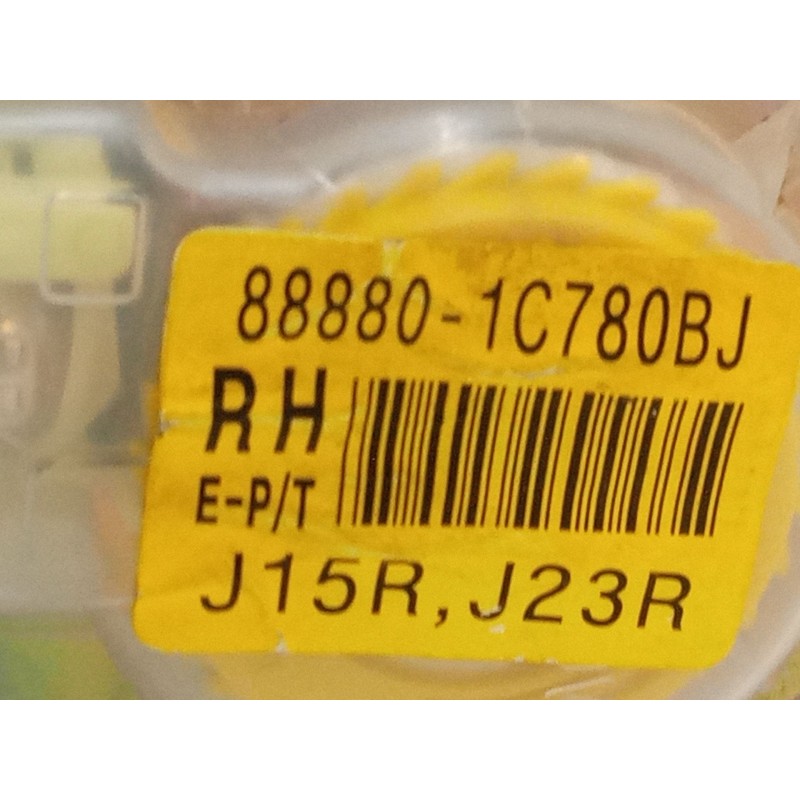 88880-1C780BJ
RH
E-P/T
J15R, J23R